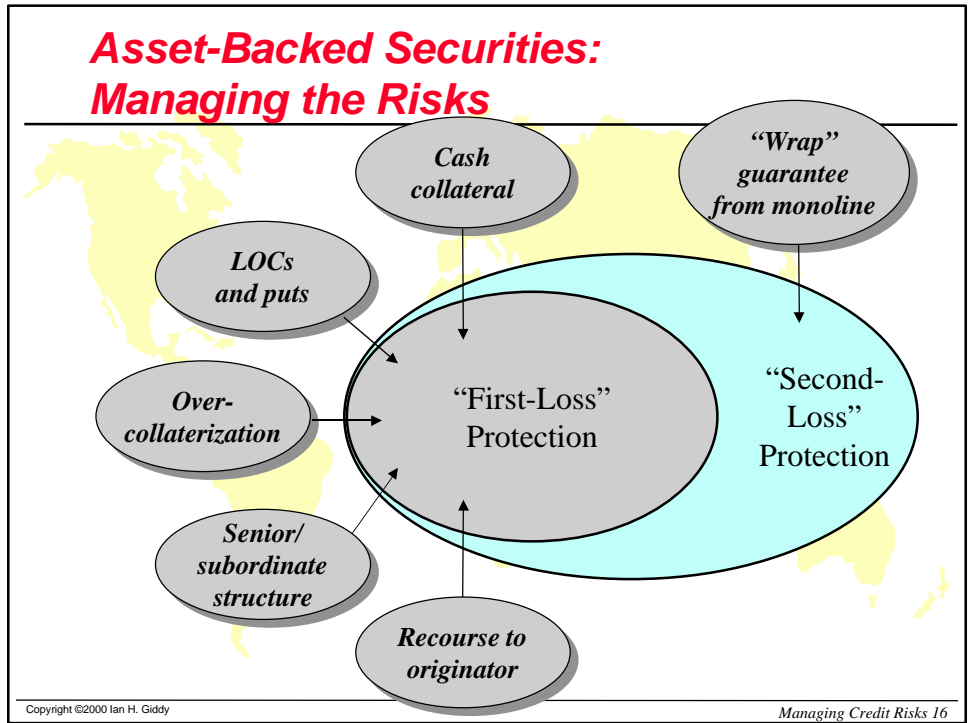 Asset-Backed Securities:
Managing the Risks
Cash
collateral
“Wrap”
guarantee
from monoline
LOCs
and puts
Over-
collaterization
“First-Loss”
Protection
“Second-
Loss”
Protection
Senior/
subordinate
structure
Recourse to
originator
Copyright ©2000 Ian H. Giddy
Managing Credit Risks 16